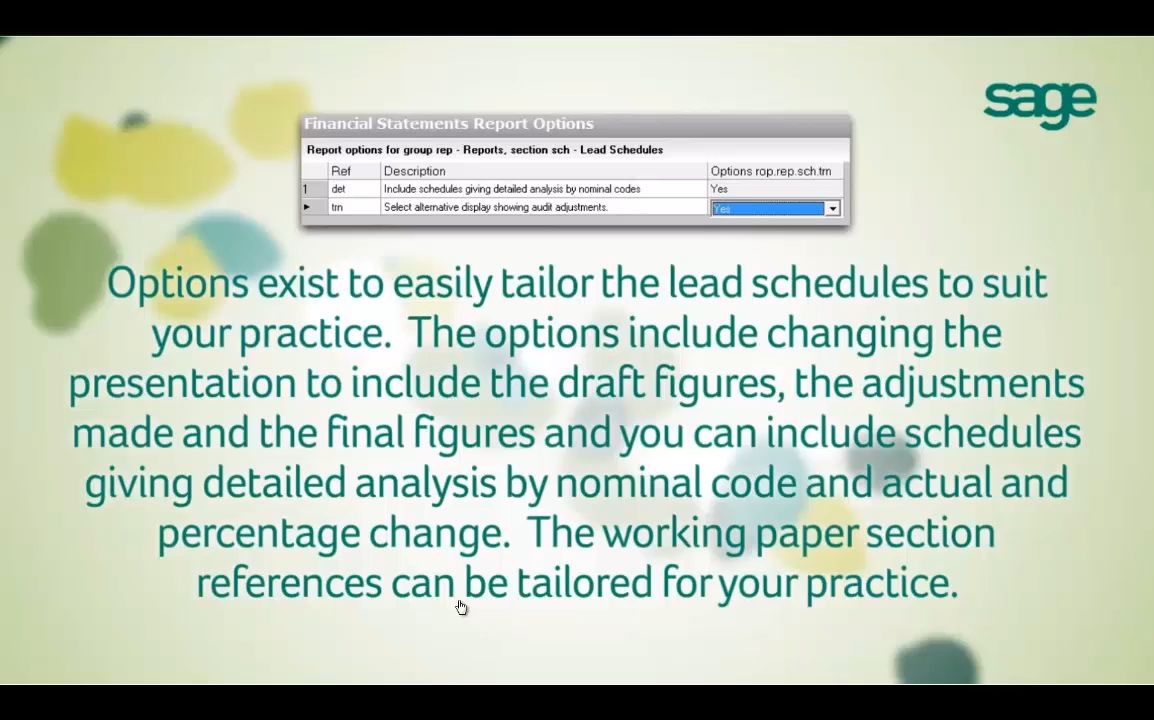 sage
Financial Statements Report Options
Report options for group rep - Reports, section sch - Lead Schedules
Ref Description Options rop.rep.sch.trn
1 det Include schedules giving detailed analysis by nominal codes Yes
trn Select alternative display showing audit adjustments. Yes
Options exist to easily tailor the lead schedules to suit
your practice. The options include changing the
presentation to include the draft figures, the adjustments
made and the final figures and you can include schedules
giving detailed analysis by nominal code and actual and
percentage change. The working paper section
references can be tailored for your practice.